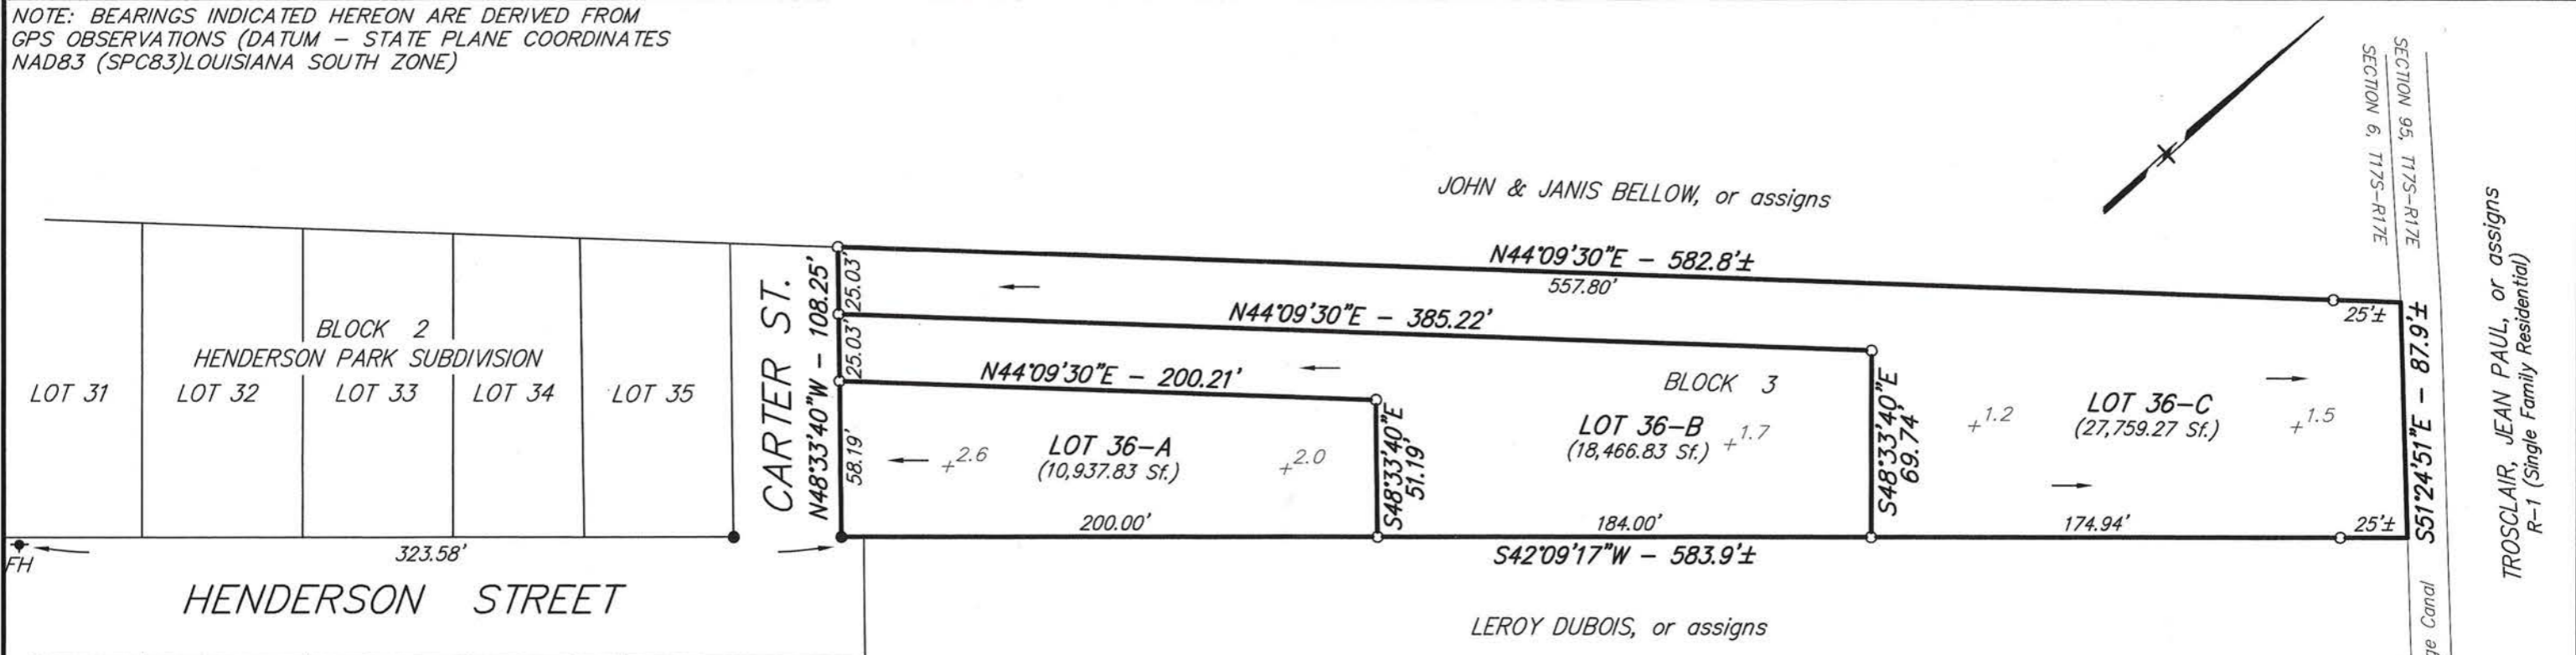 NOTE: BEARINGS INDICATED HEREON ARE DERIVED FROM
GPS OBSERVATIONS (DATUM – STATE PLANE COORDINATES
NAD83 (SPC83)LOUISIANA SOUTH ZONE)
SECTION 95, T17S-R17E
SECTION 6, T17S-R17E
JOHN & JANIS BELLOW, or assigns
TROSCLAIR, JEAN PAUL, or assigns
R-1 (Single Family Residential)
N44°09'30"E – 582.8'±
557.80'
25'±
N44°09'30"E – 385.22'
N44°09'30"E – 200.21'
25.03'
25.03'
58.19'
CARTER ST.
N48°33'40"W – 108.25'
BLOCK 2
HENDERSON PARK SUBDIVISION
LOT 31
LOT 32
LOT 33
LOT 34
LOT 35
BLOCK 3
LOT 36-A
(10,937.83 Sf.)
+2.6
+2.0
S48°33'40"E
51.19'
LOT 36-B
(18,466.83 Sf.)
+1.7
S48°33'40"E
69.74'
LOT 36-C
(27,759.27 Sf.)
+1.2
+1.5
S51°24'51"E – 87.9'±
200.00'
184.00'
174.94'
25'±
S42°09'17"W – 583.9'±
323.58'
FH
HENDERSON STREET
LEROY DUBOIS, or assigns
Canal